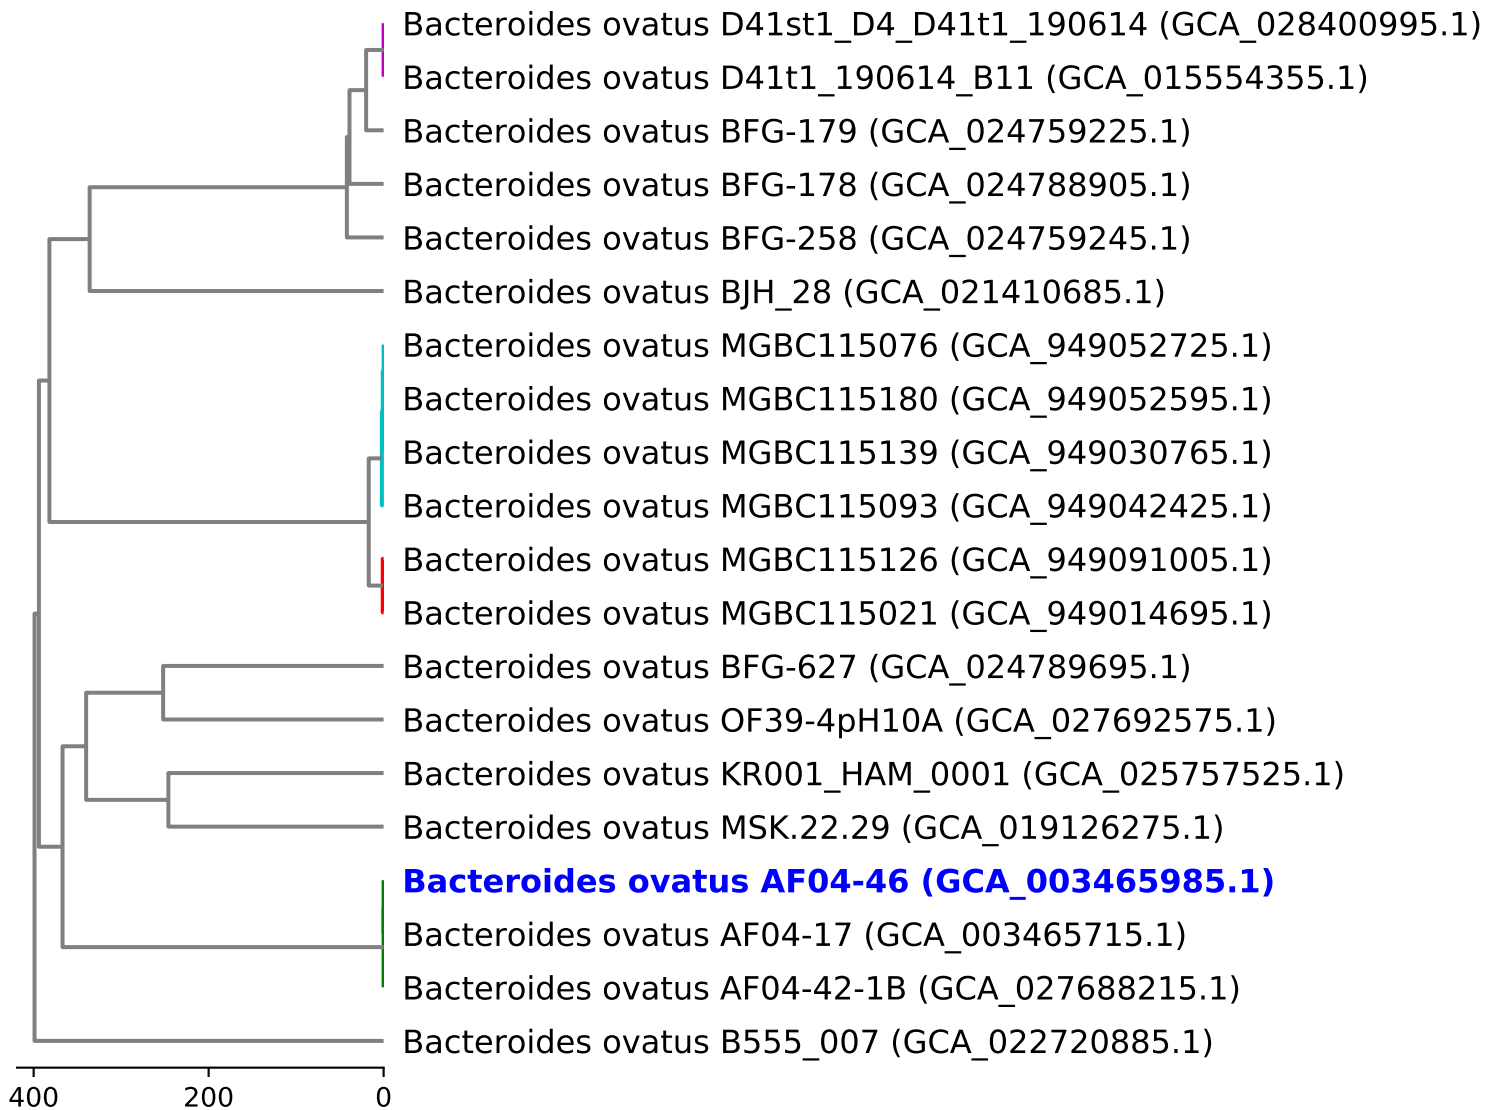 Bacteroides ovatus D41st1_D4_D41t1_190614 (GCA_028400995.1)
Bacteroides ovatus D41t1_190614_B11 (GCA_015554355.1)
Bacteroides ovatus BFG-179 (GCA_024759225.1)
Bacteroides ovatus BFG-178 (GCA_024788905.1)
Bacteroides ovatus BFG-258 (GCA_024759245.1)
Bacteroides ovatus BJH_28 (GCA_021410685.1)
Bacteroides ovatus MGBC115076 (GCA_949052725.1)
Bacteroides ovatus MGBC115180 (GCA_949052595.1)
Bacteroides ovatus MGBC115139 (GCA_949030765.1)
Bacteroides ovatus MGBC115093 (GCA_949042425.1)
Bacteroides ovatus MGBC115126 (GCA_949091005.1)
Bacteroides ovatus MGBC115021 (GCA_949014695.1)
Bacteroides ovatus BFG-627 (GCA_024789695.1)
Bacteroides ovatus OF39-4pH10A (GCA_027692575.1)
Bacteroides ovatus KR001_HAM_0001 (GCA_025757525.1)
Bacteroides ovatus MSK.22.29 (GCA_019126275.1)
Bacteroides ovatus AF04-46 (GCA_003465985.1)
Bacteroides ovatus AF04-17 (GCA_003465715.1)
Bacteroides ovatus AF04-42-1B (GCA_027688215.1)
Bacteroides ovatus B555_007 (GCA_022720885.1)
400 200 0